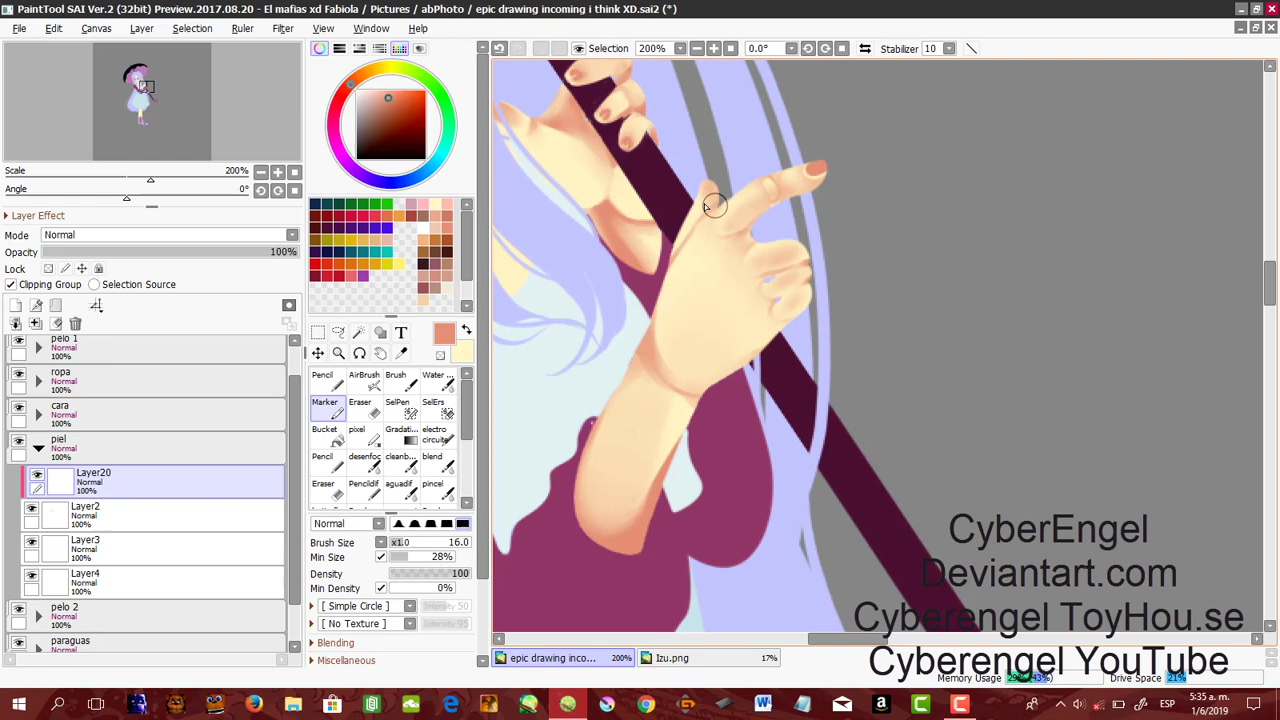 PaintTool SAI Ver.2 (32bit) Preview.2017.08.20 - El mafias xd Fabiola / Pictures / abPhoto / epic drawing incoming i think XD.sai2 (*)
File Edit Canvas Layer Selection Ruler Filter View Window Help
Selection 200% 0.0° Stabilizer 10
Scale 200%
Angle 0°
Layer Effect
Mode Normal
Opacity 100%
Lock
Clipping Group Selection Source
pelo 1
Normal
100%
ropa
Normal
100%
cara
Normal
100%
piel
Normal
100%
Layer20
Normal
100%
Layer2
Normal
100%
Layer3
Normal
100%
Layer4
Normal
100%
pelo 2
Normal
100%
paraguas
Normal
T
Pencil AirBrush Brush Water
Marker Eraser SelPen SelErs
Bucket pixel Gradati... electro circuite
Pencil desenfoc cleanb... blend
Eraser Pencildif aguadif pincel
Normal
Brush Size x1.0 16.0
Min Size 28%
Density 100
Min Density 0%
[ Simple Circle ] Intensity 50
[ No Texture ] Intensity 95
Blending
Miscellaneous
epic drawing inco... 200% Izu.png 17%
CyberEngel
Deviantart.com
Cyberengel ToyHou.se
Cyberengel YouTube
Memory Usage Drive Space 21%
ESP 5:35 a. m.
1/6/2019